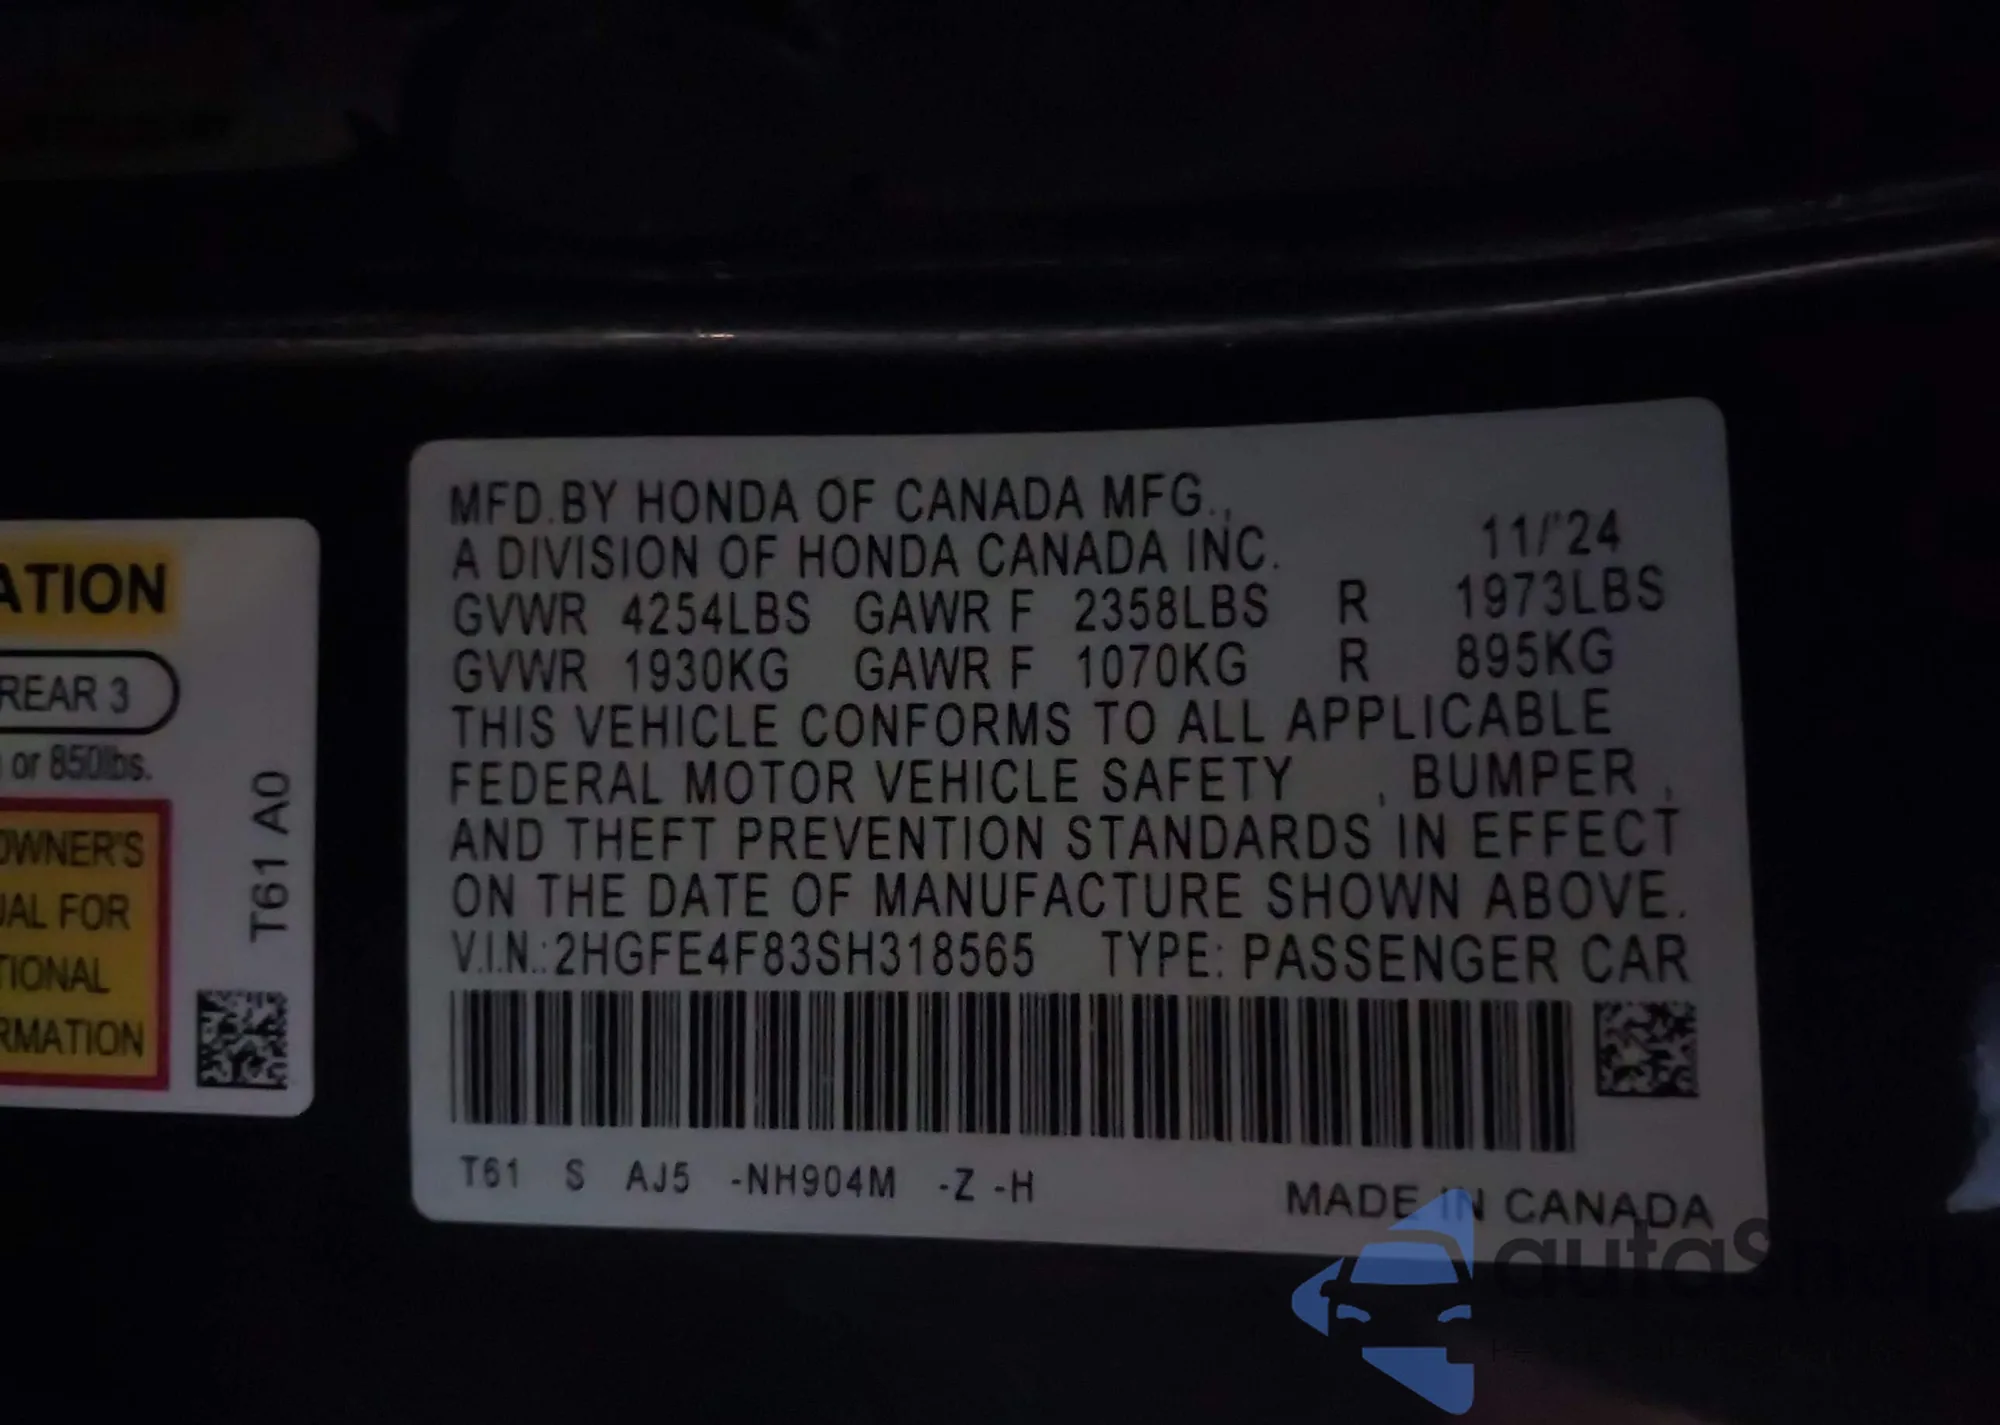 ATION
REAR 3
or 850lbs.
OWNER'S
UAL FOR
TIONAL
RMATION
T61 A0
MFD.BY HONDA OF CANADA MFG.,
A DIVISION OF HONDA CANADA INC. 11/'24
GVWR 4254LBS GAWR F 2358LBS R 1973LBS
GVWR 1930KG GAWR F 1070KG R 895KG
THIS VEHICLE CONFORMS TO ALL APPLICABLE
FEDERAL MOTOR VEHICLE SAFETY , BUMPER ,
AND THEFT PREVENTION STANDARDS IN EFFECT
ON THE DATE OF MANUFACTURE SHOWN ABOVE.
V.I.N.:2HGFE4F83SH318565 TYPE: PASSENGER CAR
T61 S AJ5 -NH904M -Z -H
MADE IN CANADA